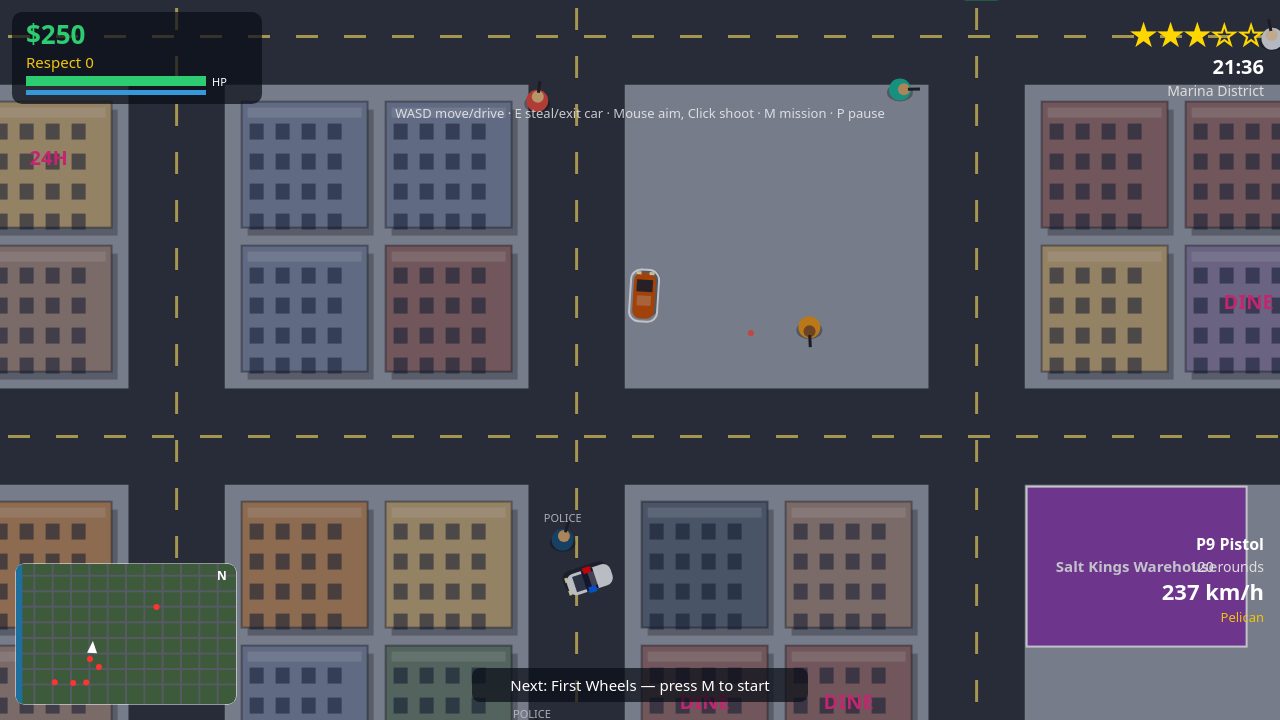 $250
Respect 0
HP
★★★☆☆
21:36
Marina District
WASD move/drive · E steal/exit car · Mouse aim, Click shoot · M mission · P pause
24H
DINE
POLICE
N
P9 Pistol
Salt Kings Warehouse
rounds
237 km/h
Pelican
Next: First Wheels — press M to start
DINE
DINE
POLICE